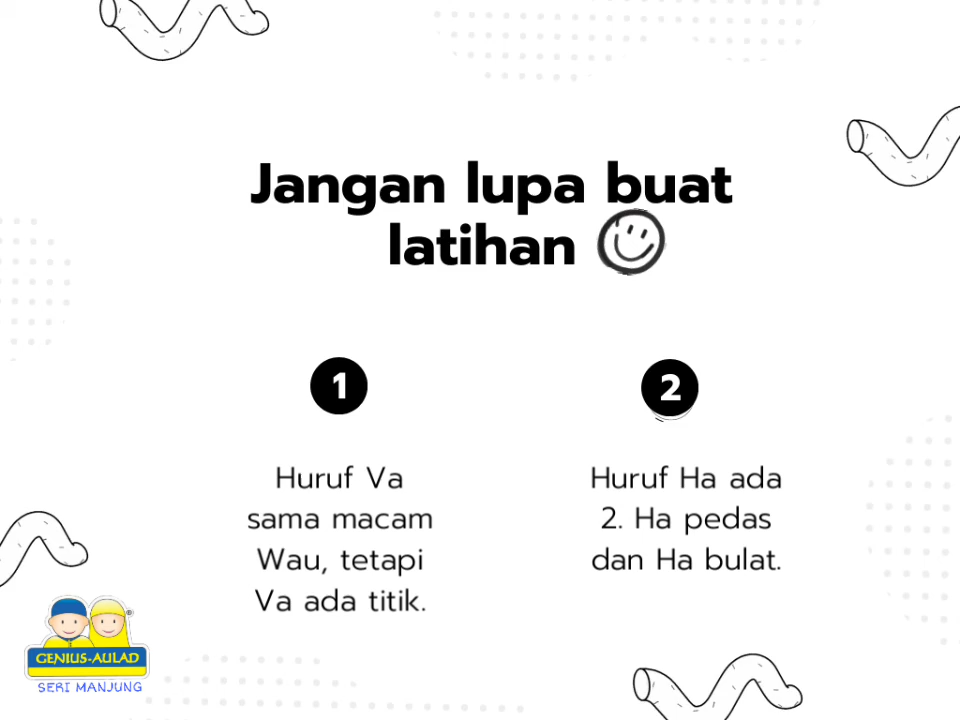 Jangan lupa buat
latihan
1
Huruf Va
sama macam
Wau, tetapi
Va ada titik.
2
Huruf Ha ada
2. Ha pedas
dan Ha bulat.
GENIUS-AULAD
SERI MANJUNG
®